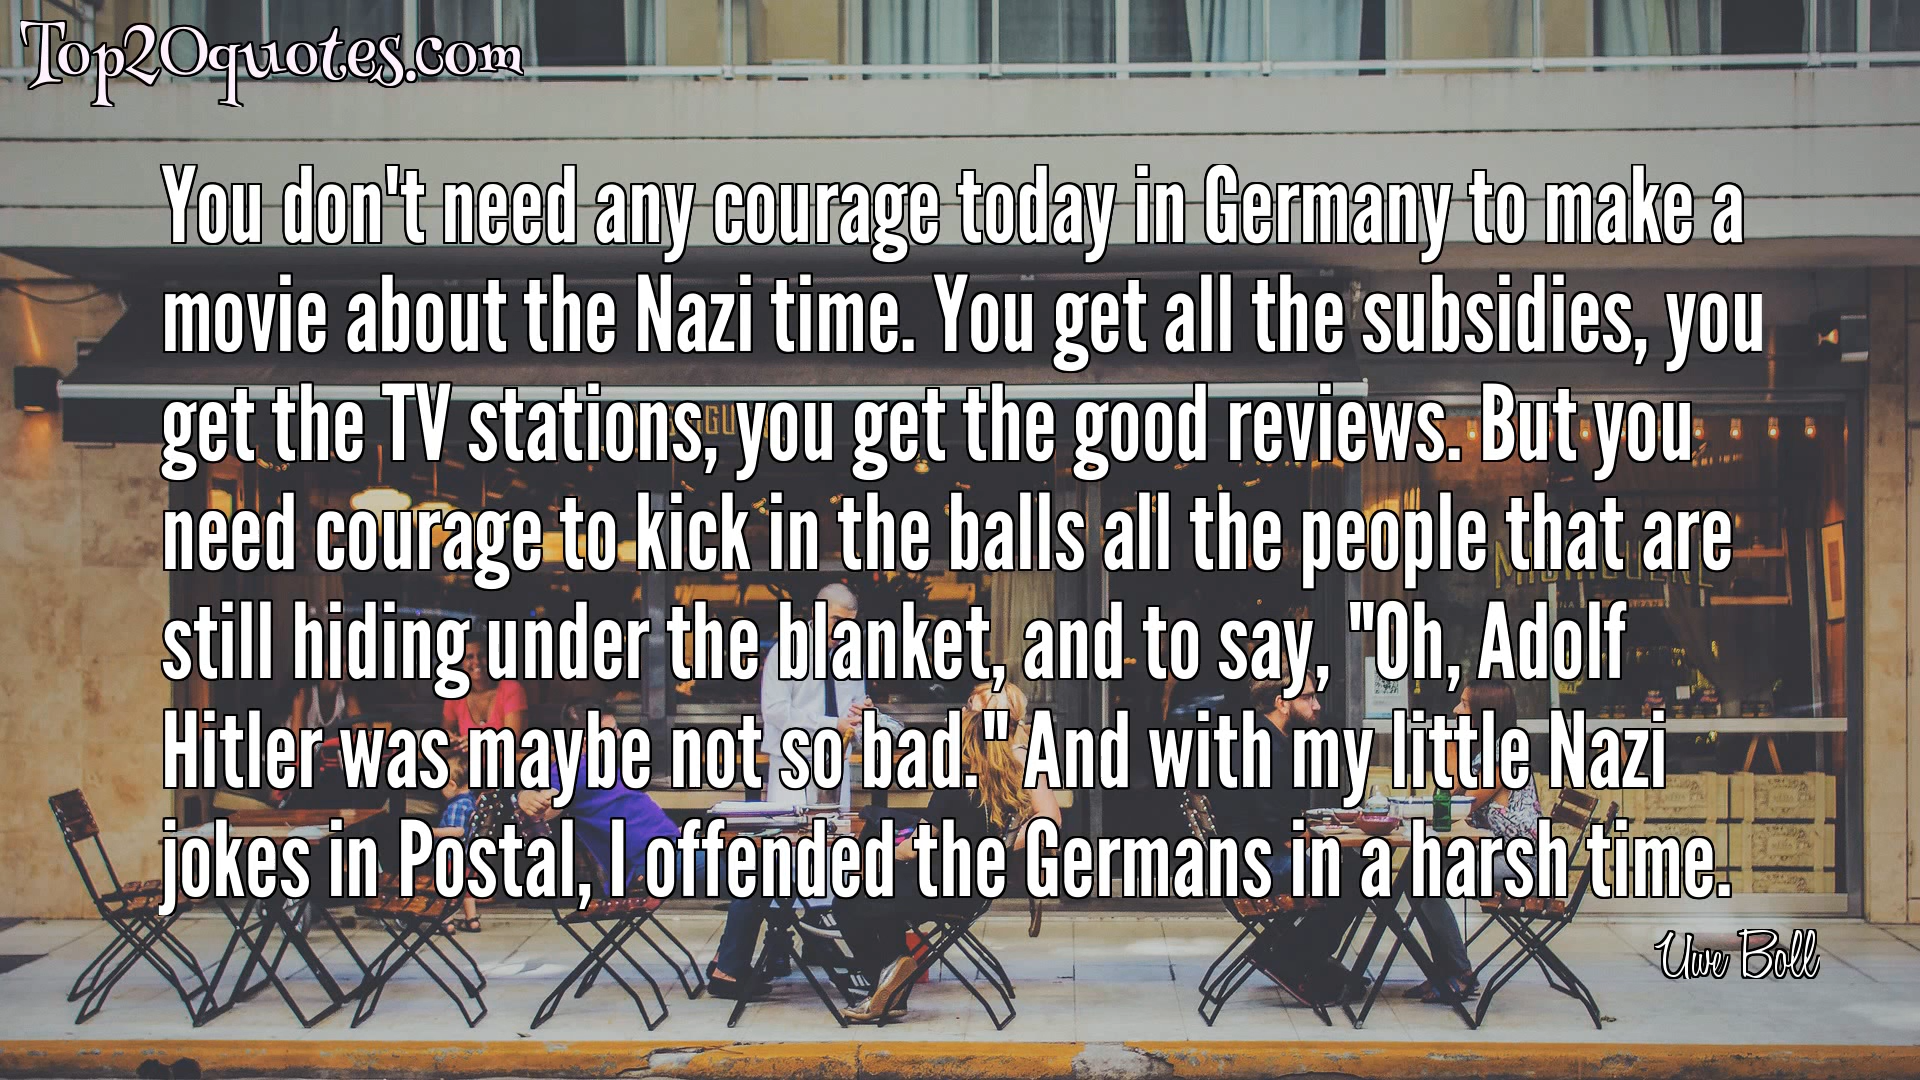 Top20quotes.com
You don't need any courage today in Germany to make a
movie about the Nazi time. You get all the subsidies, you
get the TV stations, you get the good reviews. But you
need courage to kick in the balls all the people that are
still hiding under the blanket, and to say, "Oh, Adolf
Hitler was maybe not so bad." And with my little Nazi
jokes in Postal, I offended the Germans in a harsh time.
Uwe Boll